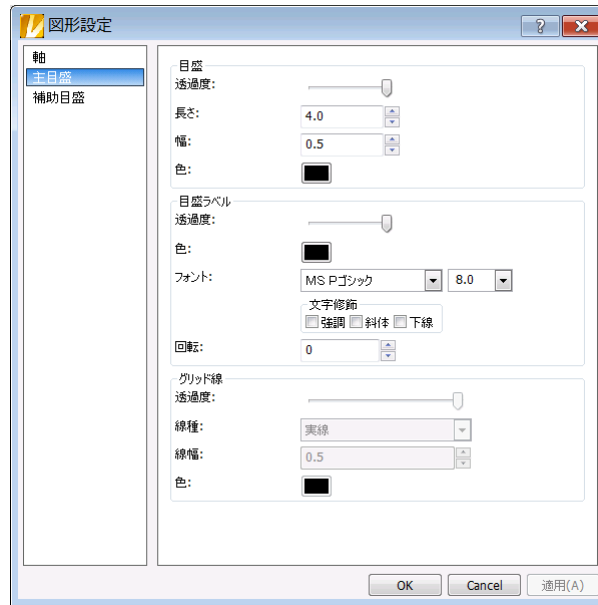 図形設定
軸
主目盛
補助目盛
目盛
透過度:
長さ: 4.0
幅: 0.5
色:
目盛ラベル
透過度:
色:
フォント: MS Pゴシック 8.0
文字修飾
強調 斜体 下線
回転: 0
グリッド線
透過度:
線種: 実線
線幅: 0.5
色:
OK Cancel 適用(A)